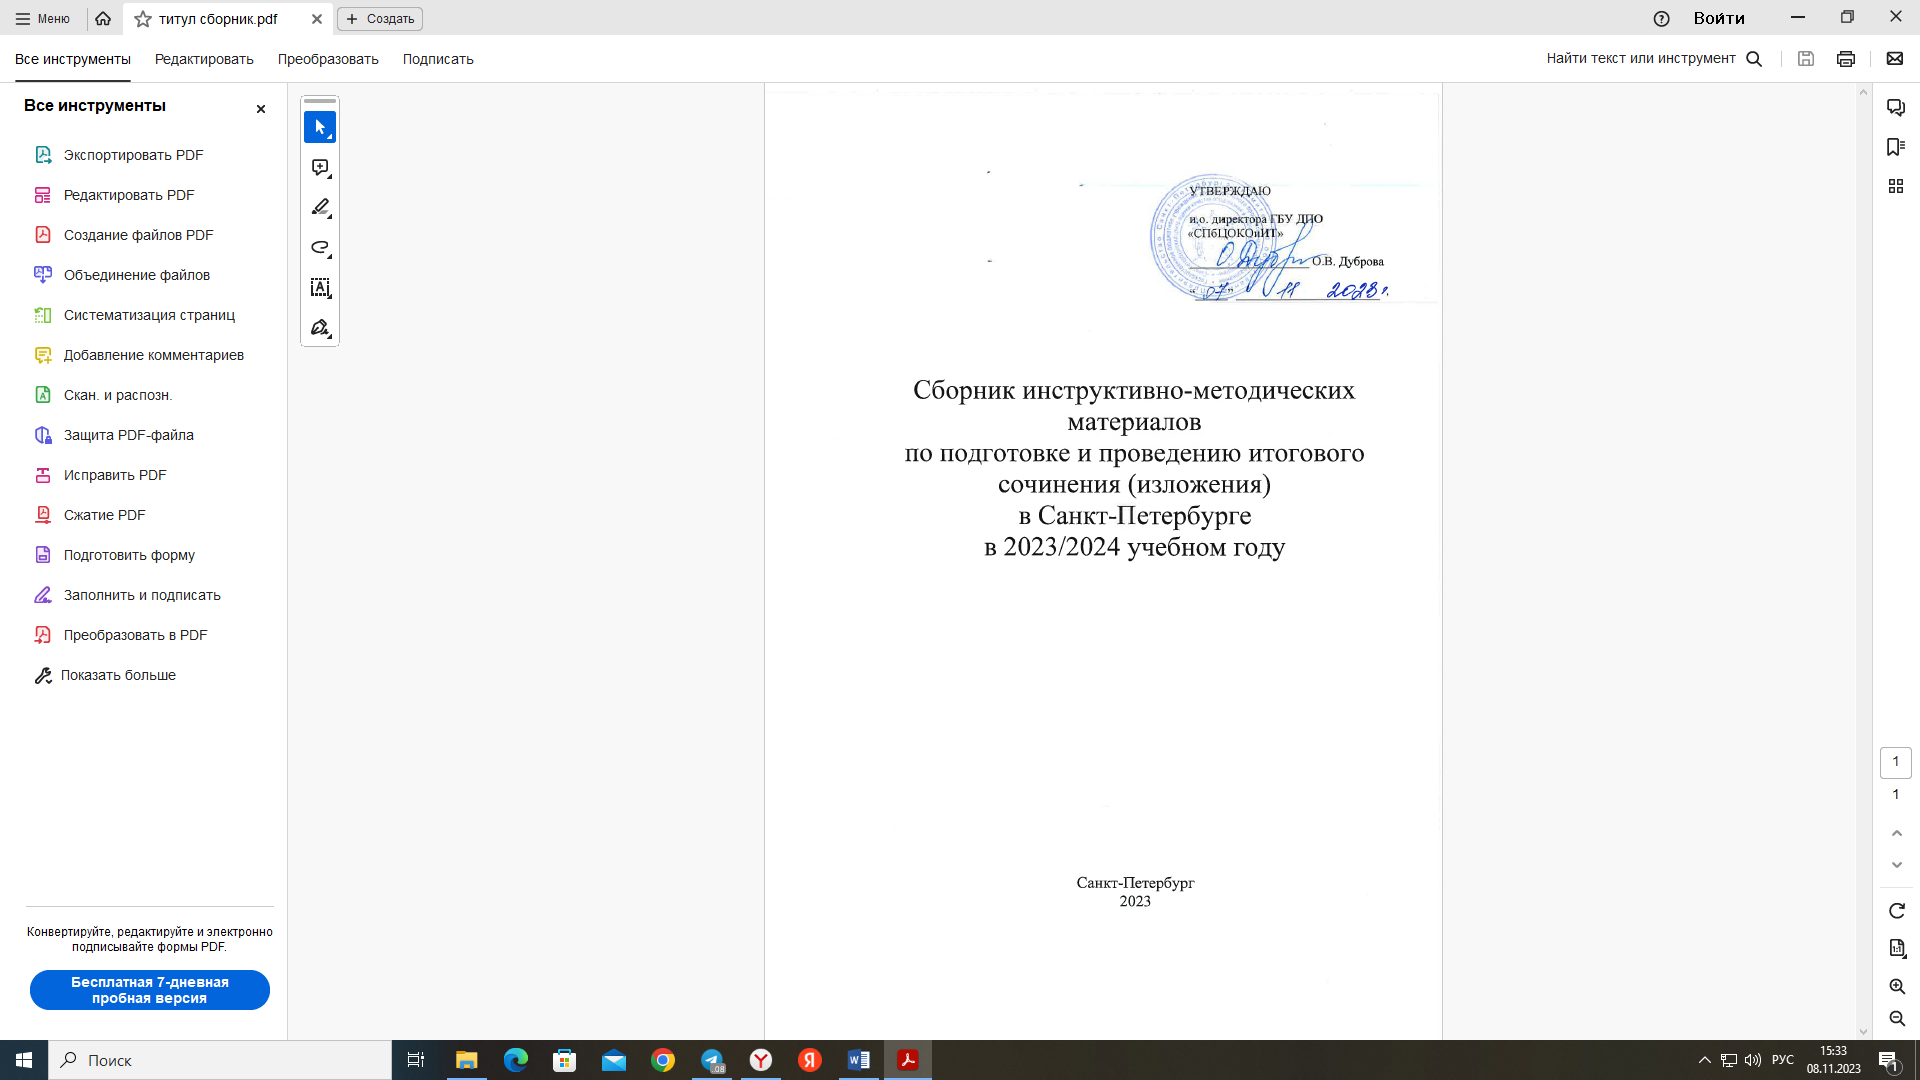 Меню
титул сборник.pdf
Создать
Войти
Все инструменты
Редактировать
Преобразовать
Подписать
Найти текст или инструмент
Все инструменты
Экспортировать PDF
Редактировать PDF
Создание файлов PDF
Объединение файлов
Систематизация страниц
Добавление комментариев
Скан. и распозн.
Защита PDF-файла
Исправить PDF
Сжатие PDF
Подготовить форму
Заполнить и подписать
Преобразовать в PDF
Показать больше
Конвертируйте, редактируйте и электронно
подписывайте формы PDF.
Бесплатная 7-дневная
пробная версия
УТВЕРЖДАЮ
и.о. директора ГБУ ДПО
«СПбЦОКОиИТ»
О.В. Дуброва
“07” 11 2023 г.
Сборник инструктивно-методических
материалов
по подготовке и проведению итогового
сочинения (изложения)
в Санкт-Петербурге
в 2023/2024 учебном году
Санкт-Петербург
2023
1
1
Поиск
.08
РУС
15:33
08.11.2023
1